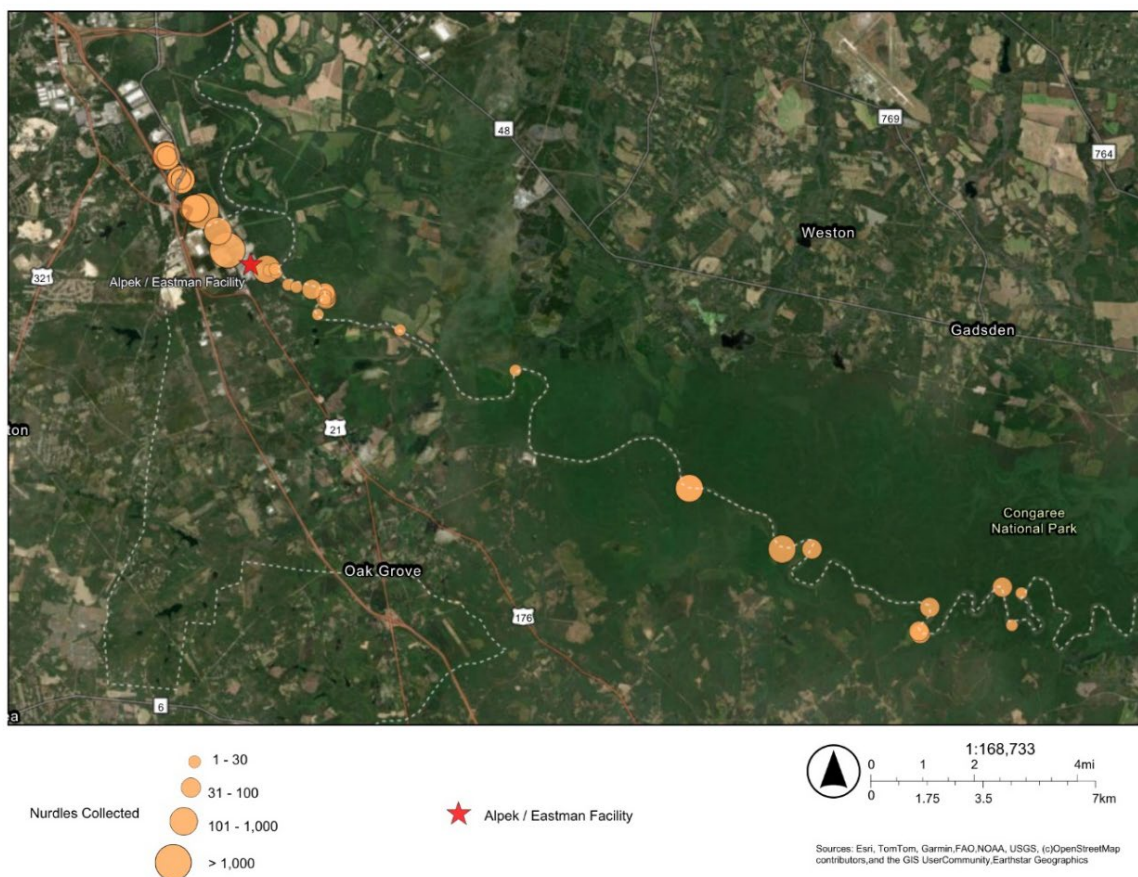 48
769
764
Weston
321
Alpek / Eastman Facility
Gadsden
ton
21
Congaree
National Park
Oak Grove
176
6
ea
1 - 30
31 - 100
Nurdles Collected
101 - 1,000
> 1,000
Alpek / Eastman Facility
1:168,733
0 1 2 4mi
0 1.75 3.5 7km
Sources: Esri, TomTom, Garmin,FAO,NOAA, USGS, (c)OpenStreetMap
contributors,and the GIS UserCommunity,Earthstar Geographics